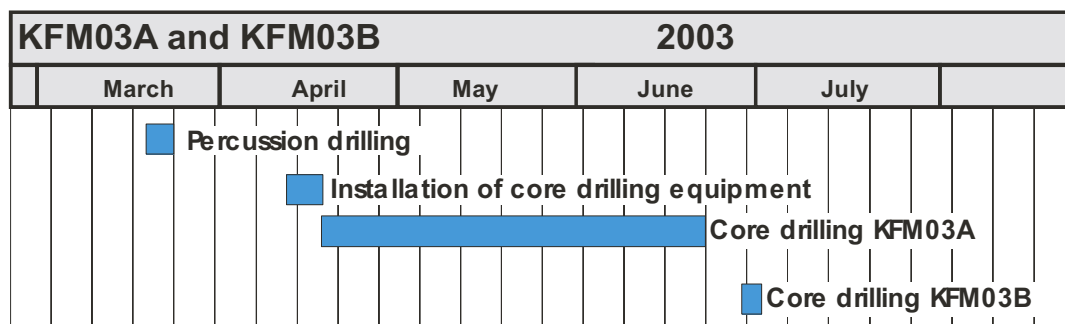 KFM03A and KFM03B 2003
March April May June July
Percussion drilling
Installation of core drilling equipment
Core drilling KFM03A
Core drilling KFM03B